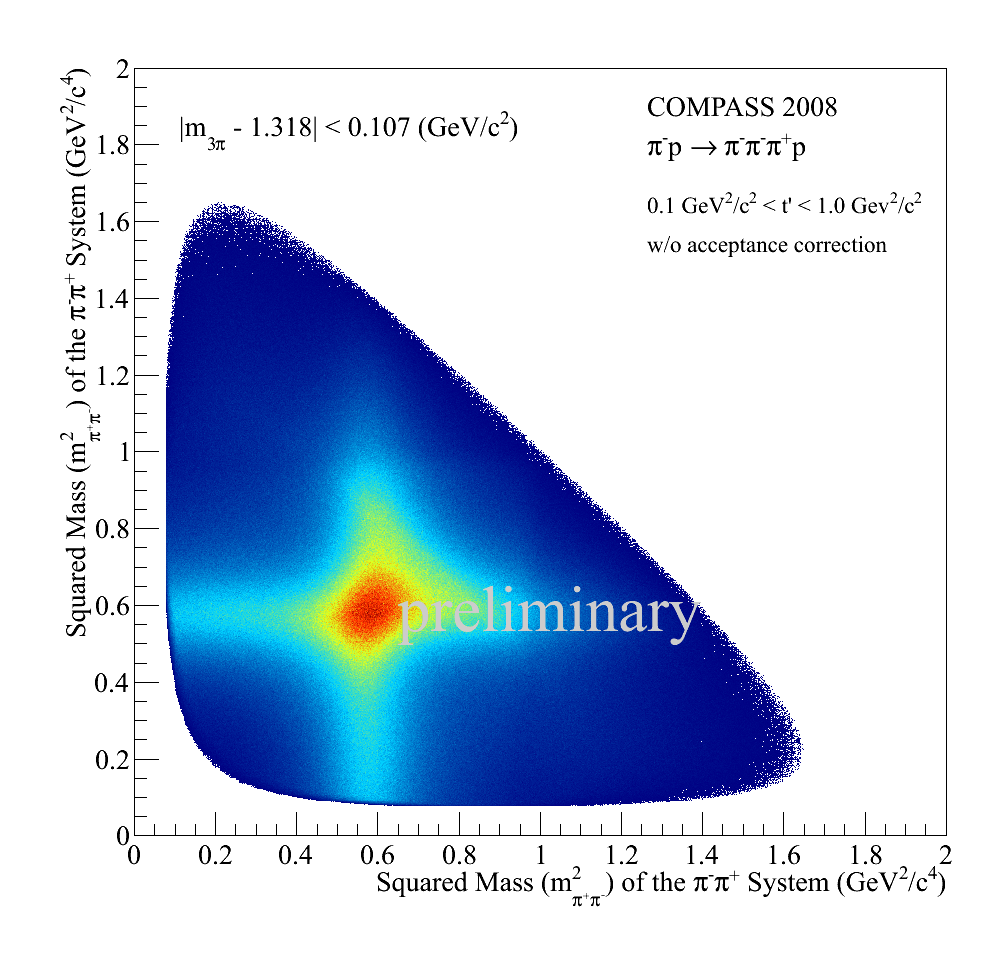 |m3π - 1.318| < 0.107 (GeV/c²)
COMPASS 2008
π⁻p → π⁻π⁻π⁺p
0.1 GeV²/c² < t' < 1.0 Gev²/c²
w/o acceptance correction
Squared Mass (m²π⁺π⁻) of the π⁻π⁺ System (GeV²/c⁴)
2
1.8
1.6
1.4
1.2
1
0.8
0.6
0.4
0.2
0
preliminary
0 0.2 0.4 0.6 0.8 1 1.2 1.4 1.6 1.8 2
Squared Mass (m²π⁺π⁻) of the π⁻π⁺ System (GeV²/c⁴)